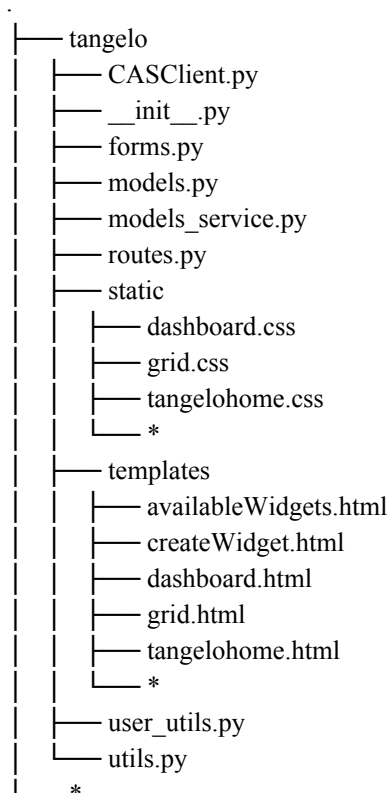 .
├── tangelo
│   ├── CASClient.py
│   ├── __init__.py
│   ├── forms.py
│   ├── models.py
│   ├── models_service.py
│   ├── routes.py
│   ├── static
│   │   ├── dashboard.css
│   │   ├── grid.css
│   │   ├── tangelohome.css
│   │   └── *
│   ├── templates
│   │   ├── availableWidgets.html
│   │   ├── createWidget.html
│   │   ├── dashboard.html
│   │   ├── grid.html
│   │   ├── tangelohome.html
│   │   └── *
│   ├── user_utils.py
│   └── utils.py
│   *